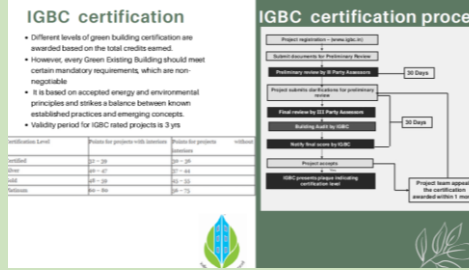 IGBC certification
• Different levels of green building certification are
awarded based on the total credits earned.
• However, every Green Existing Building should meet
certain mandatory requirements, which are non-
negotiable
• It is based on accepted energy and environmental
principles and strikes a balance between known
established practices and emerging concepts.
• Validity period for IGBC rated projects is 3 yrs
ertification Level Points for projects with interiors Points for projects without
interiors
ertified
IGBC certification proce
Project registration - (www.igbc.in)
Submit documents for Preliminary Review
Preliminary review by III Party Assessors
30 Days
Project submits clarifications for preliminary
review
Final review by III Party Assessors
Building Audit by IGBC
30 Days
Notify final score by IGBC
Project accepts
IGBC presents plaque indicating
certification level
Project team appeal
the certification
awarded within 1 mon